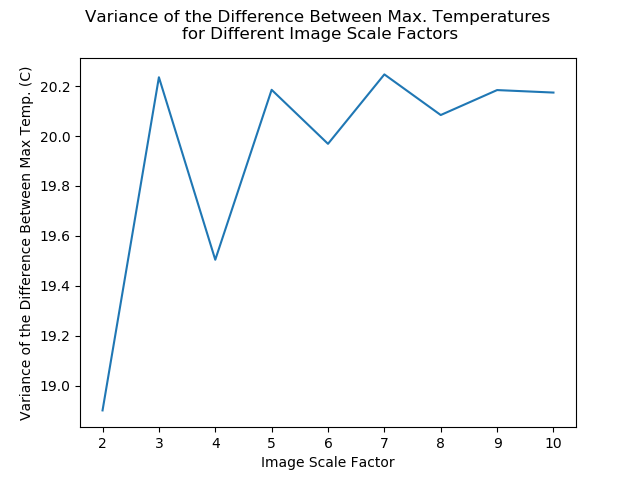 Variance of the Difference Between Max. Temperatures
for Different Image Scale Factors
Variance of the Difference Between Max Temp. (C)
20.2
20.0
19.8
19.6
19.4
19.2
19.0
2 3 4 5 6 7 8 9 10
Image Scale Factor